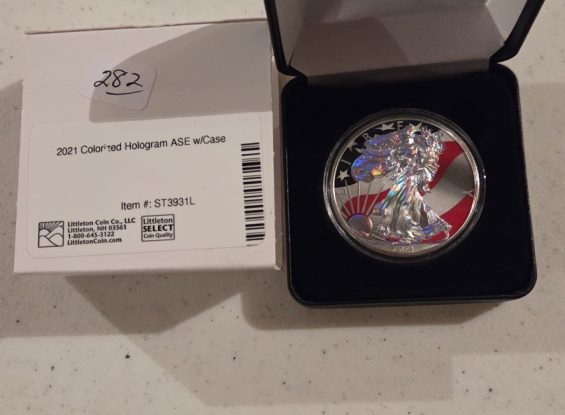 282
2021 Colorized Hologram ASE w/Case
Item #: ST3931L
Littleton Coin Co., LLC
Littleton, NH 03561
1-800-645-3122
LittletonCoin.com
Littleton
SELECT
Coin Quality
2021